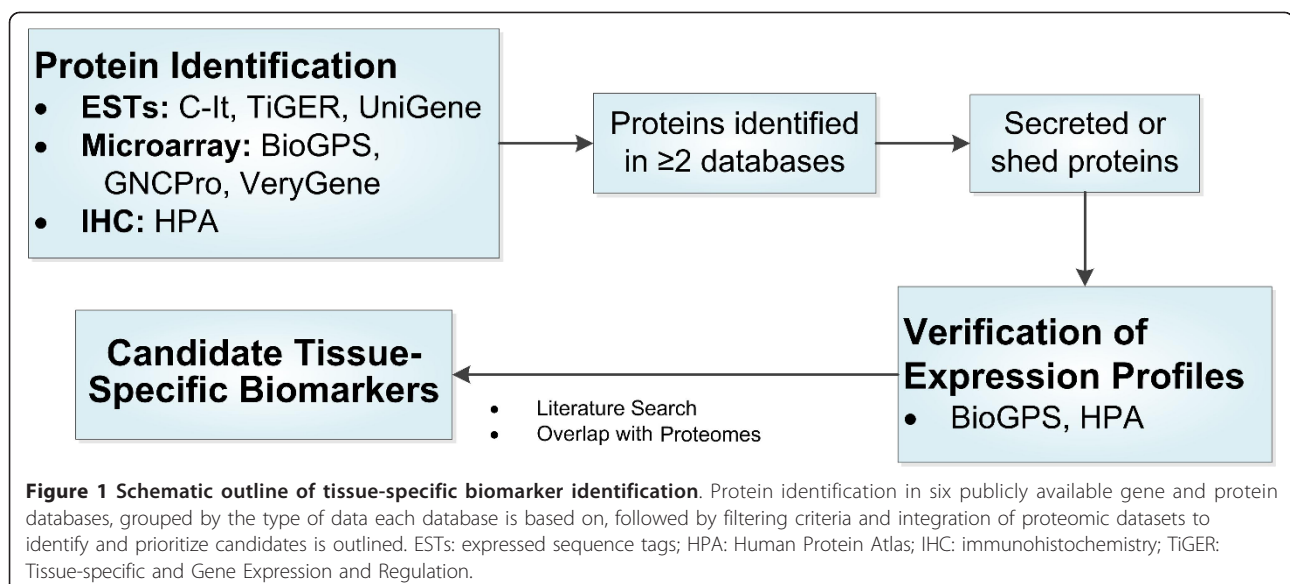 Protein Identification
• ESTs: C-It, TiGER, UniGene
• Microarray: BioGPS,
GNCPro, VeryGene
• IHC: HPA
Proteins identified
in ≥2 databases
Secreted or
shed proteins
Verification of
Expression Profiles
• BioGPS, HPA
• Literature Search
• Overlap with Proteomes
Candidate Tissue-
Specific Biomarkers
Figure 1 Schematic outline of tissue-specific biomarker identification. Protein identification in six publicly available gene and protein
databases, grouped by the type of data each database is based on, followed by filtering criteria and integration of proteomic datasets to
identify and prioritize candidates is outlined. ESTs: expressed sequence tags; HPA: Human Protein Atlas; IHC: immunohistochemistry; TiGER:
Tissue-specific and Gene Expression and Regulation.